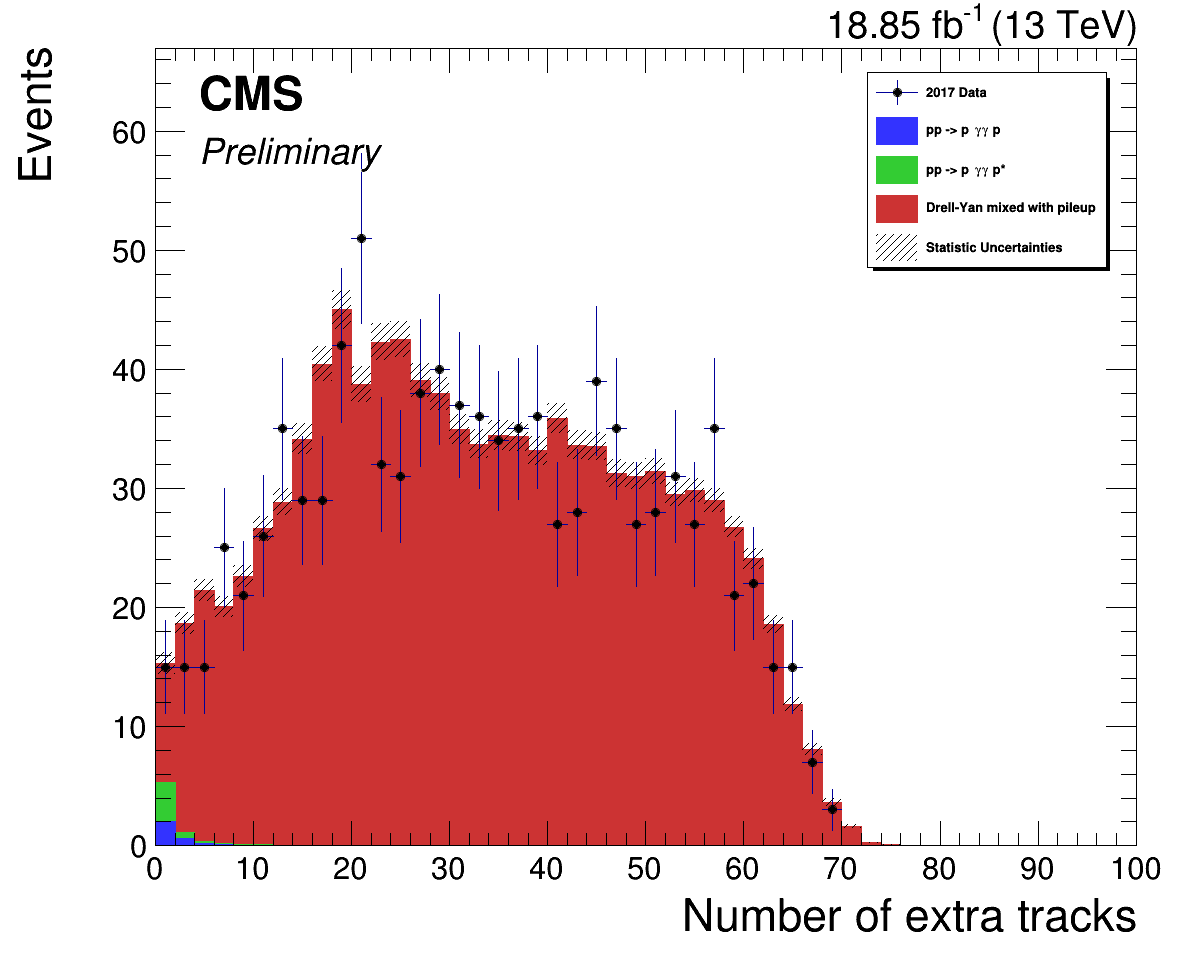 18.85 fb⁻¹ (13 TeV)
Events
CMS
Preliminary
2017 Data
pp -> p γγ p
pp -> p γγ p*
Drell-Yan mixed with pileup
Statistic Uncertainties
60
50
40
30
20
10
0
0 10 20 30 40 50 60 70 80 90 100
Number of extra tracks